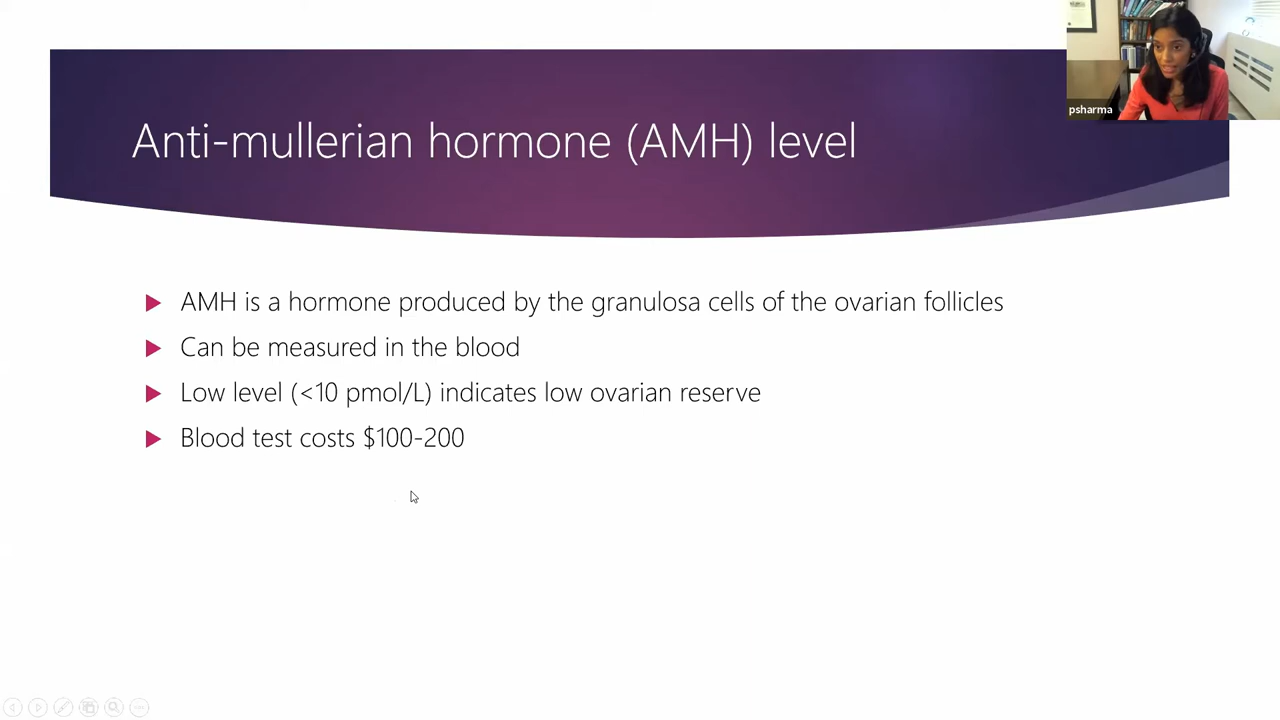 psharma
Anti-mullerian hormone (AMH) level
AMH is a hormone produced by the granulosa cells of the ovarian follicles
Can be measured in the blood
Low level (<10 pmol/L) indicates low ovarian reserve
Blood test costs $100-200